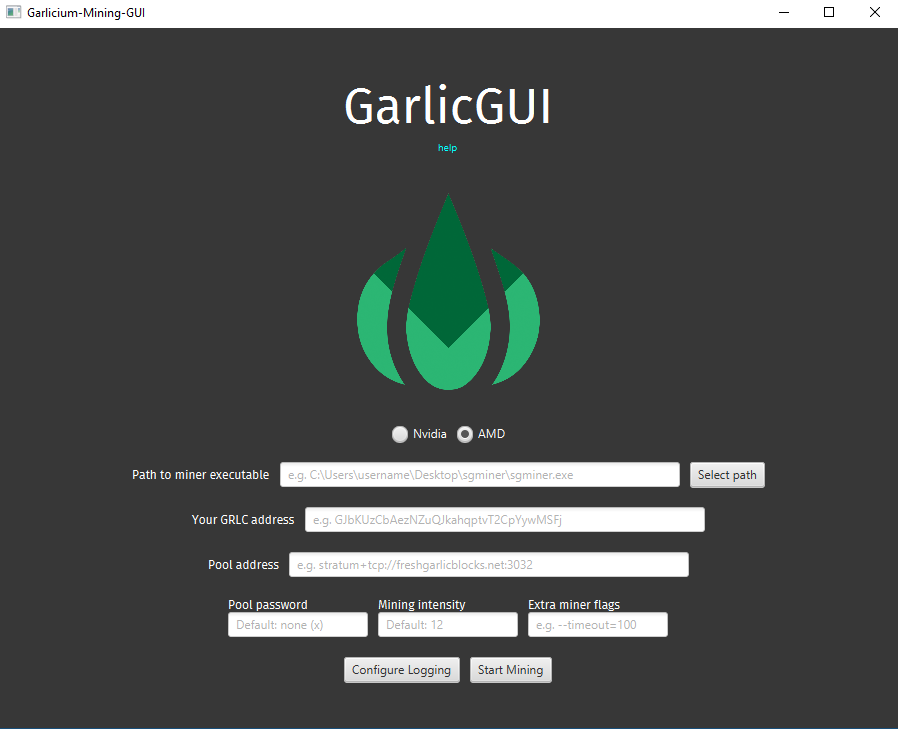 Garlicium-Mining-GUI
GarlicGUI
help
Nvidia AMD
Path to miner executable e.g. C:\Users\username\Desktop\sgminer\sgminer.exe Select path
Your GRLC address e.g. GJbKUzCbAezNZuQJkahqptvT2CpYywMSFj
Pool address e.g. stratum+tcp://freshgarlicblocks.net:3032
Pool password Mining intensity Extra miner flags
Default: none (x) Default: 12 e.g. --timeout=100
Configure Logging Start Mining